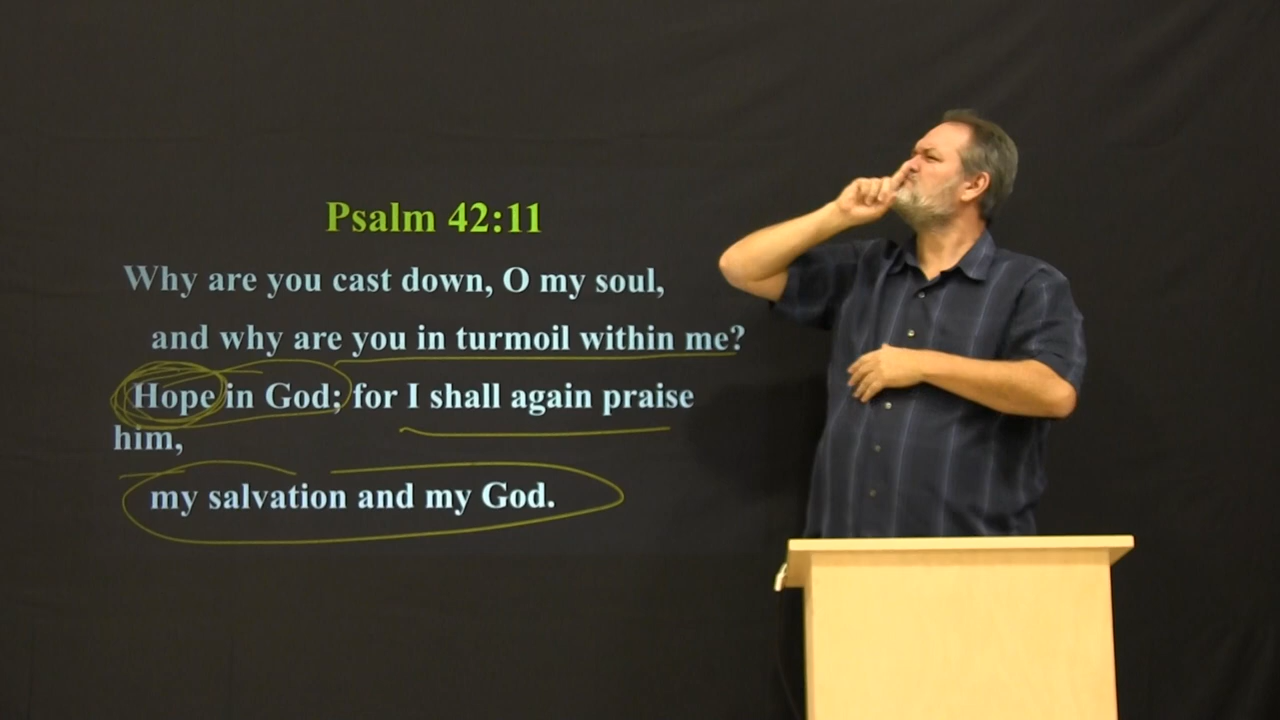 Psalm 42:11
Why are you cast down, O my soul,
and why are you in turmoil within me?
Hope in God; for I shall again praise
him,
my salvation and my God.